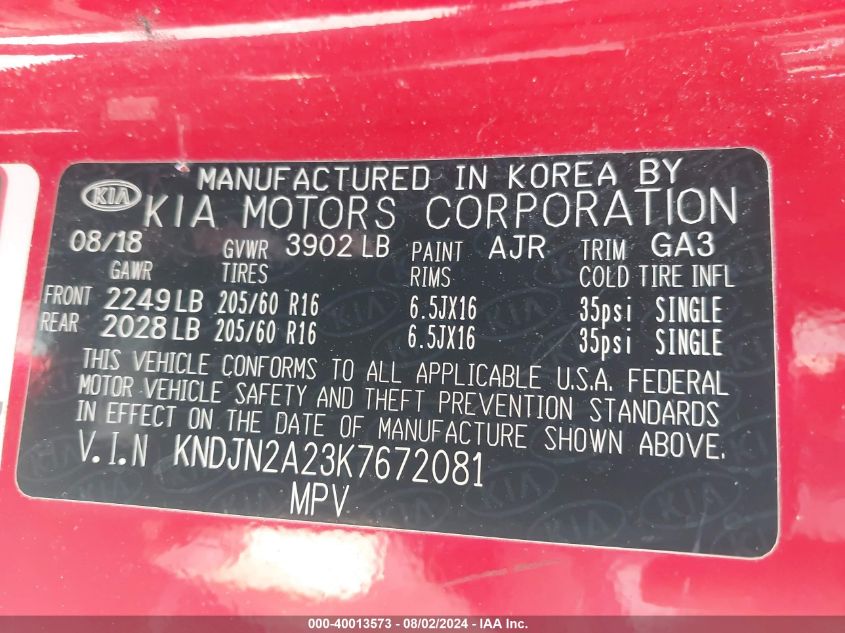 MANUFACTURED IN KOREA BY
KIA KIA MOTORS CORPORATION
08/18 GVWR 3902 LB PAINT AJR TRIM GA3
GAWR TIRES RIMS COLD TIRE INFL
FRONT 2249 LB 205/60 R16 6.5JX16 35psi SINGLE
REAR 2028 LB 205/60 R16 6.5JX16 35psi SINGLE
THIS VEHICLE CONFORMS TO ALL APPLICABLE U.S.A. FEDERAL
MOTOR-VEHICLE SAFETY AND THEFT PREVENTION STANDARDS
IN EFFECT ON THE DATE OF MANUFACTURE SHOWN ABOVE.
V.I.N KNDJN2A23K7672081
MPV
000-40013573 - 08/02/2024 - IAA Inc.